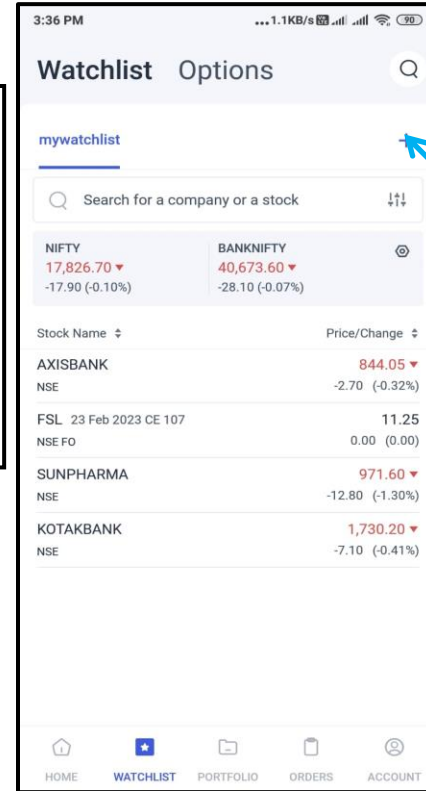 3:36 PM ...1.1KB/s 90
Watchlist Options
mywatchlist +
Search for a company or a stock
NIFTY BANKNIFTY
17,826.70 ▼ 40,673.60 ▼
-17.90 (-0.10%) -28.10 (-0.07%)
Stock Name Price/Change
AXISBANK 844.05 ▼
NSE -2.70 (-0.32%)
FSL 23 Feb 2023 CE 107 11.25
NSE FO 0.00 (0.00)
SUNPHARMA 971.60 ▼
NSE -12.80 (-1.30%)
KOTAKBANK 1,730.20 ▼
NSE -7.10 (-0.41%)
HOME WATCHLIST PORTFOLIO ORDERS ACCOUNT